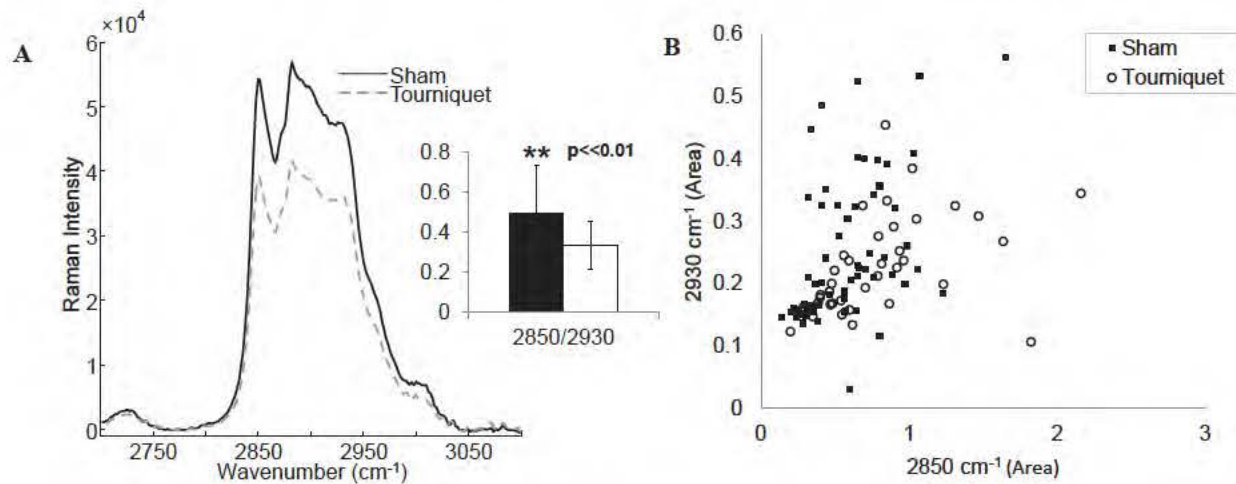 A
×10⁴
6
5
4
3
2
1
0
Raman Intensity
2750
2850
2950
3050
Wavenumber (cm⁻¹)
Sham
Tourniquet
0.8
0.6
0.4
0.2
0
** p<<0.01
2850/2930
B
0.6
0.5
0.4
0.3
0.2
0.1
0
2930 cm⁻¹ (Area)
0
1
2
3
2850 cm⁻¹ (Area)
Sham
Tourniquet